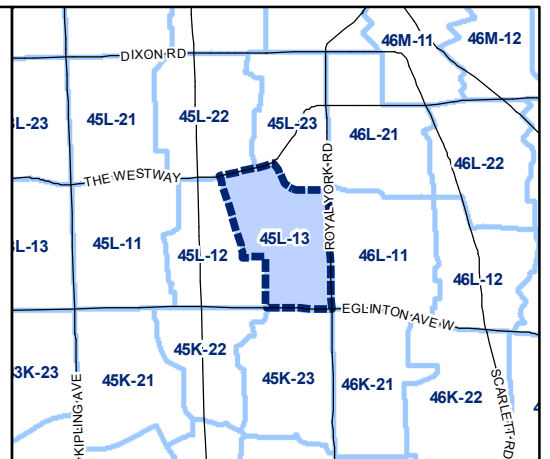 46M-11
46M-12
DIXON RD
L-23
45L-21
45L-22
45L-23
46L-21
46L-22
THE WESTWAY
ROYAL YORK RD
L-13
45L-11
45L-12
45L-13
46L-11
46L-12
EGLINTON AVE W
3K-23
45K-21
45K-22
45K-23
46K-21
46K-22
KIPLING AVE
SCARLETT RD